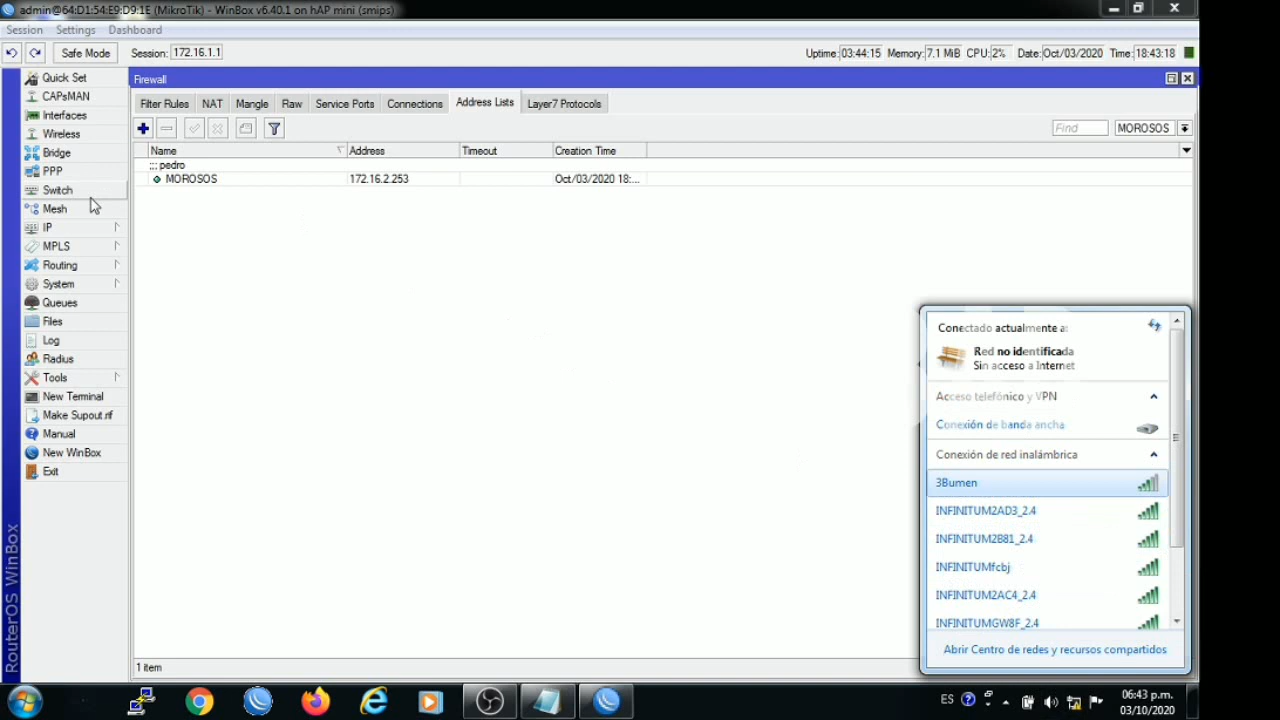 admin@64:D1:54:E9:D9:1E (MikroTik) - WinBox v6.40.1 on hAP mini (smips)
Session Settings Dashboard
Safe Mode Session: 172.16.1.1 Uptime: 03:44:15 Memory: 7.1 MiB CPU: 2% Date: Oct/03/2020 Time: 18:43:18
Quick Set
CAPsMAN
Interfaces
Wireless
Bridge
PPP
Switch
Mesh
IP
MPLS
Routing
System
Queues
Files
Log
Radius
Tools
New Terminal
Make Supout.rif
Manual
New WinBox
Exit
RouterOS WinBox
Firewall
Filter Rules NAT Mangle Raw Service Ports Connections Address Lists Layer7 Protocols
Find MOROSOS
Name Address Timeout Creation Time
::: pedro
MOROSOS 172.16.2.253 Oct/03/2020 18:...
1 item
Conectado actualmente a:
Red no identificada
Sin acceso a Internet
Acceso telefónico y VPN
Conexión de banda ancha
Conexión de red inalámbrica
3Bumen
INFINITUM2AD3_2.4
INFINITUM2B81_2.4
INFINITUMfcbj
INFINITUM2AC4_2.4
INFINITUMGW8F_2.4
Abrir Centro de redes y recursos compartidos
ES
06:43 p.m.
03/10/2020